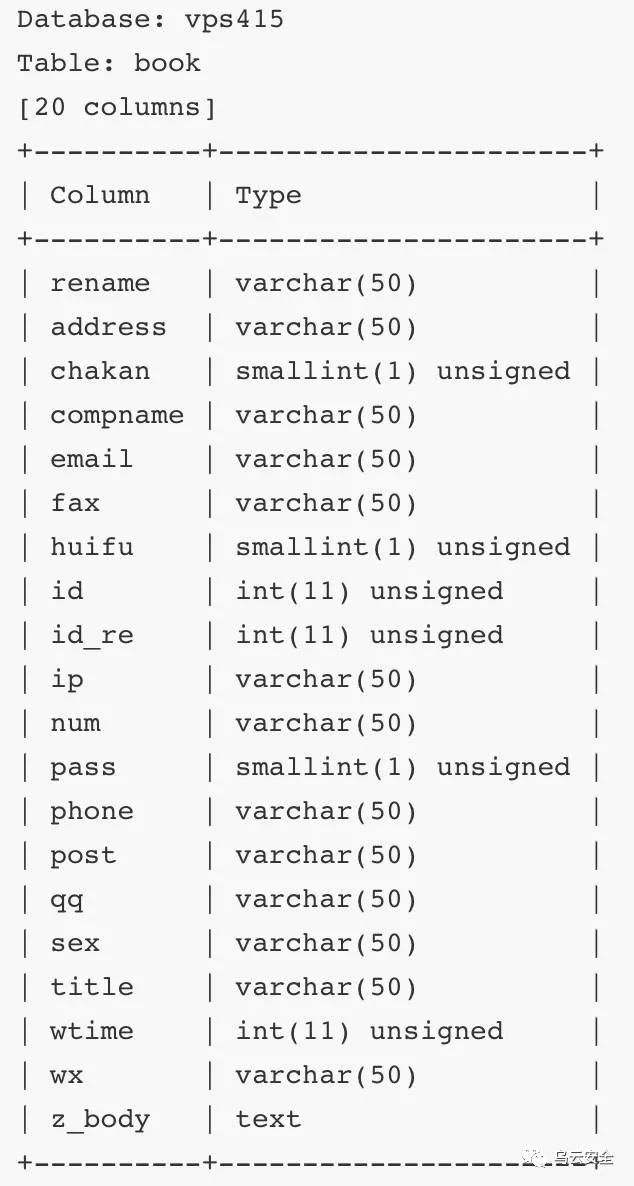 Database: vps415
Table: book
[20 columns]
+----------+----------------------+
| Column   | Type                 |
+----------+----------------------+
| rename   | varchar(50)          |
| address  | varchar(50)          |
| chakan   | smallint(1) unsigned |
| compname | varchar(50)          |
| email    | varchar(50)          |
| fax      | varchar(50)          |
| huifu    | smallint(1) unsigned |
| id       | int(11) unsigned     |
| id_re    | int(11) unsigned     |
| ip       | varchar(50)          |
| num      | varchar(50)          |
| pass     | smallint(1) unsigned |
| phone    | varchar(50)          |
| post     | varchar(50)          |
| qq       | varchar(50)          |
| sex      | varchar(50)          |
| title    | varchar(50)          |
| wtime    | int(11) unsigned     |
| wx       | varchar(50)          |
| z_body   | text                 |
+----------+----------------------+
乌云安全